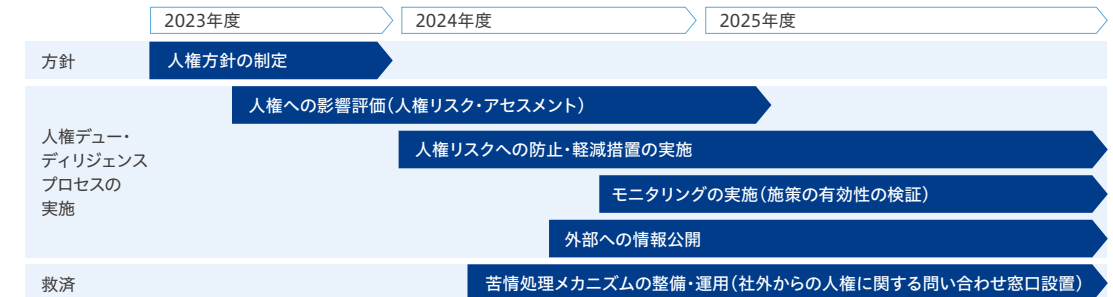 2023年度
2024年度
2025年度
方針
人権方針の制定
人権デュー・
ディリジェンス
プロセスの
実施
人権への影響評価(人権リスク・アセスメント)
人権リスクへの防止・軽減措置の実施
モニタリングの実施(施策の有効性の検証)
外部への情報公開
救済
苦情処理メカニズムの整備・運用(社外からの人権に関する問い合わせ窓口設置)